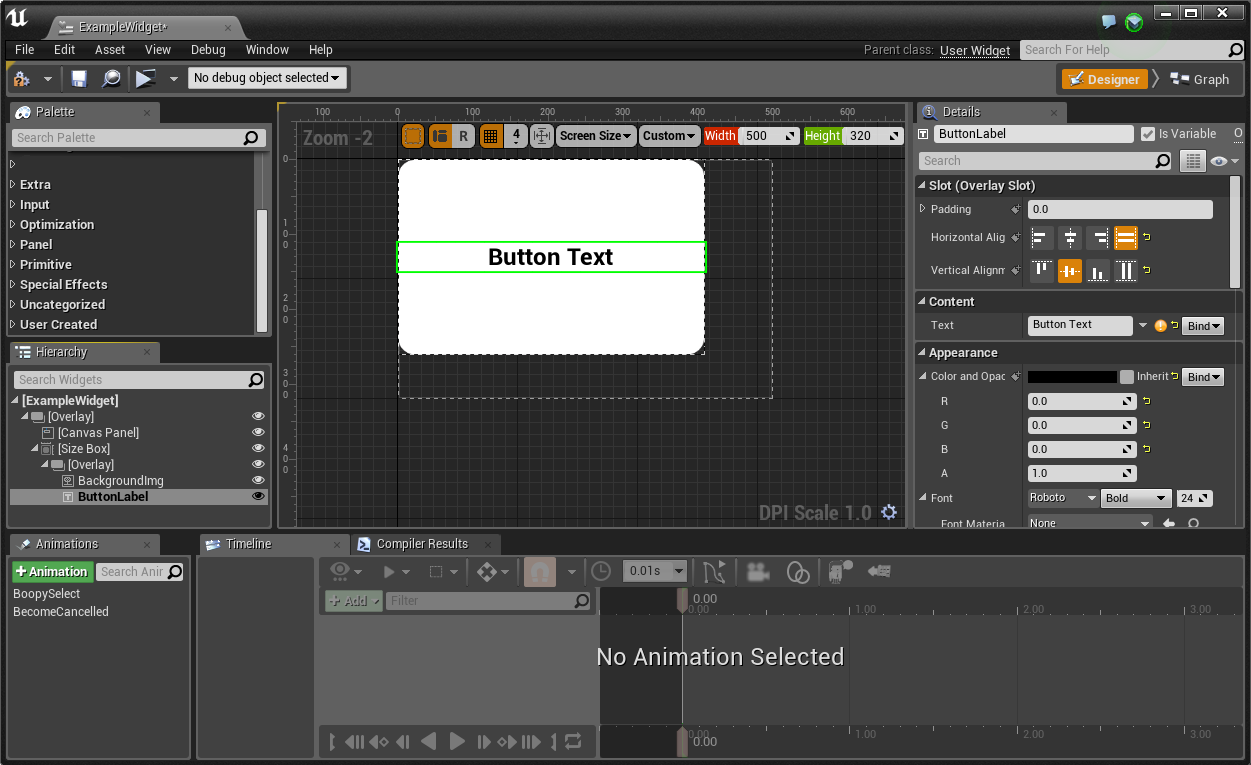 ExampleWidget*
File Edit Asset View Debug Window Help
Parent class: User Widget Search For Help
No debug object selected
Designer Graph
Palette
Search Palette
Extra
Input
Optimization
Panel
Primitive
Special Effects
Uncategorized
User Created
Hierarchy
Search Widgets
[ExampleWidget]
[Overlay]
[Canvas Panel]
[Size Box]
[Overlay]
BackgroundImg
ButtonLabel
100 0 100 200 300 400 500 600
Zoom -2 R 4 Screen Size Custom Width 500 Height 320
0
100
200
300
400
Button Text
DPI Scale 1.0
Details
ButtonLabel Is Variable O
Search
Slot (Overlay Slot)
Padding 0.0
Horizontal Alig
Vertical Alignm
Content
Text Button Text Bind
Appearance
Color and Opac Inherit Bind
R 0.0
G 0.0
B 0.0
A 1.0
Font Roboto Bold 24
Font Materia None
Animations
+ Animation Search Anir
BoopySelect
BecomeCancelled
Timeline Compiler Results
0.01s
+ Add Filter
0.00
0.00 1.00 2.00 3.00
No Animation Selected
0.00 1.00 2.00 3.00
0.00